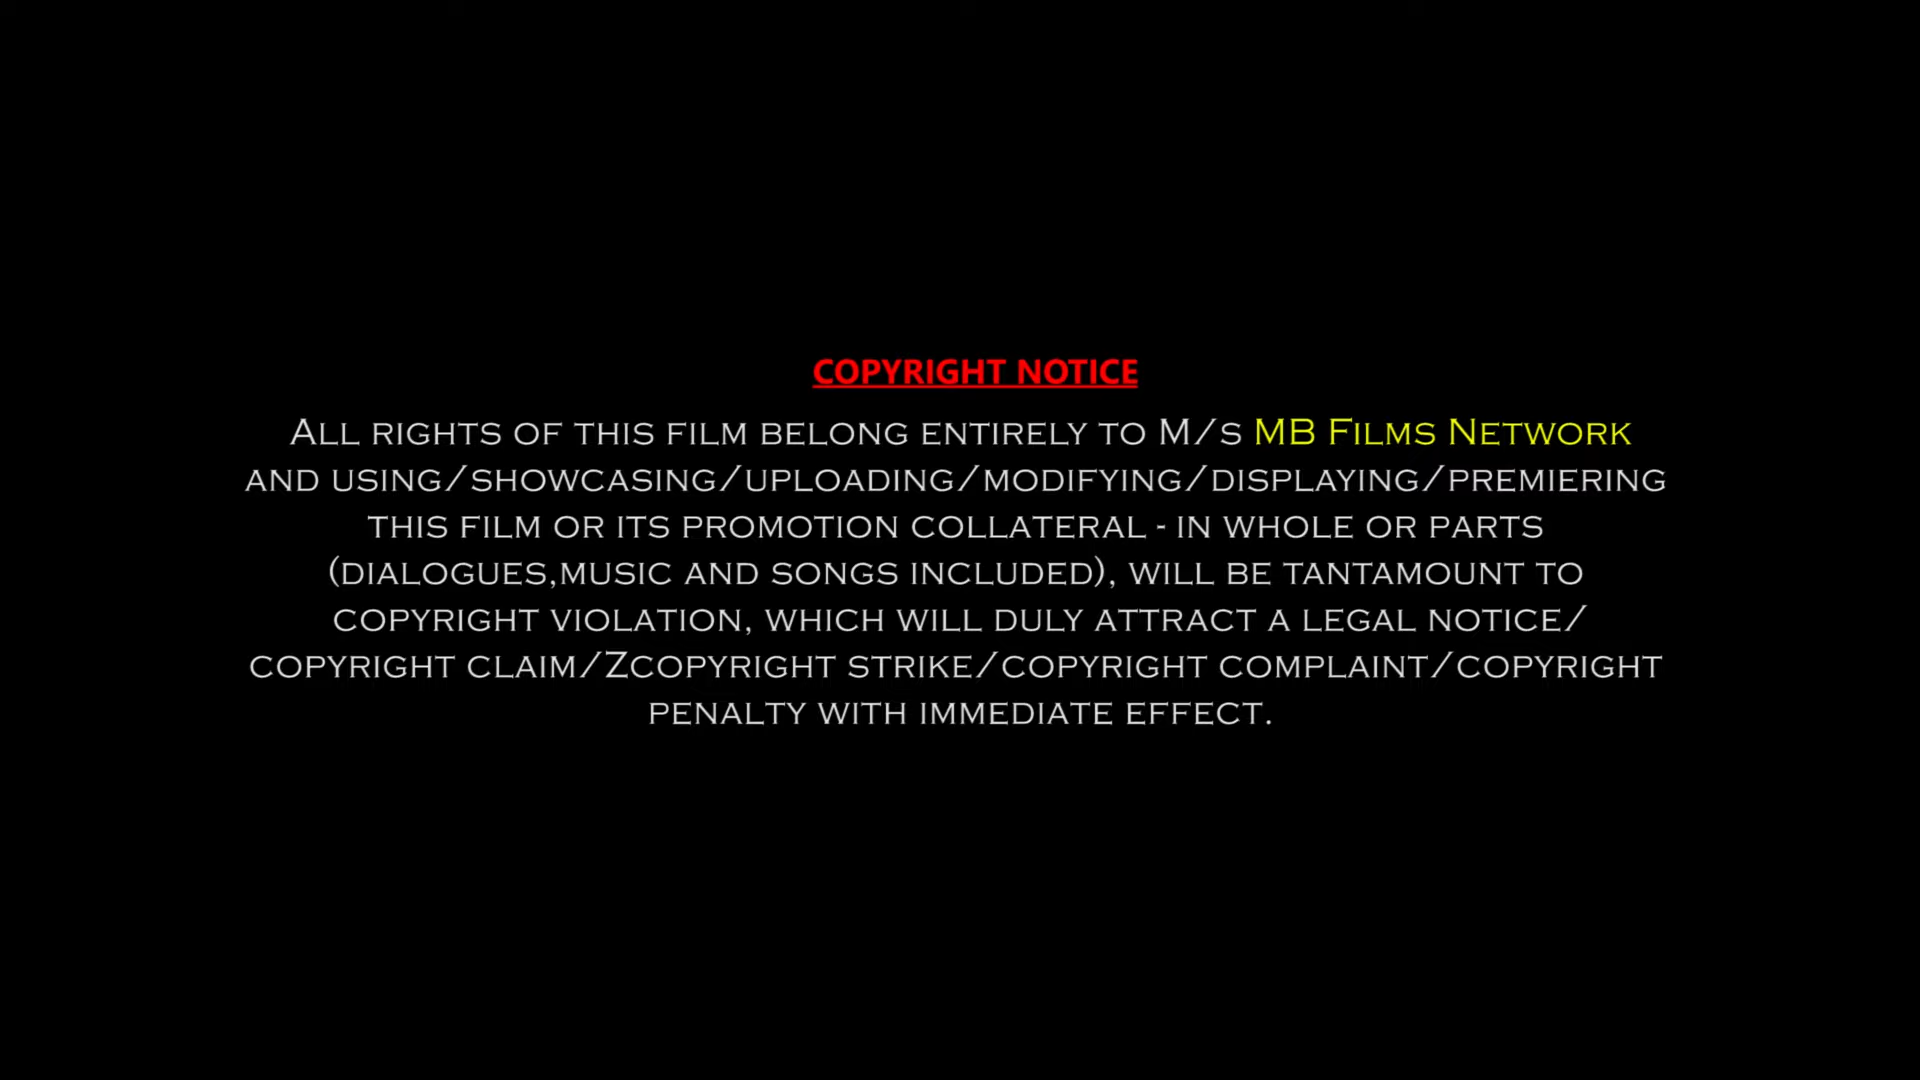 COPYRIGHT NOTICE
All rights of this film belong entirely to M/s MB Films Network
and using/showcasing/uploading/modifying/displaying/premiering
this film or its promotion collateral - in whole or parts
(dialogues,music and songs included), will be tantamount to
copyright violation, which will duly attract a legal notice/
copyright claim/Zcopyright strike/copyright complaint/copyright
penalty with immediate effect.